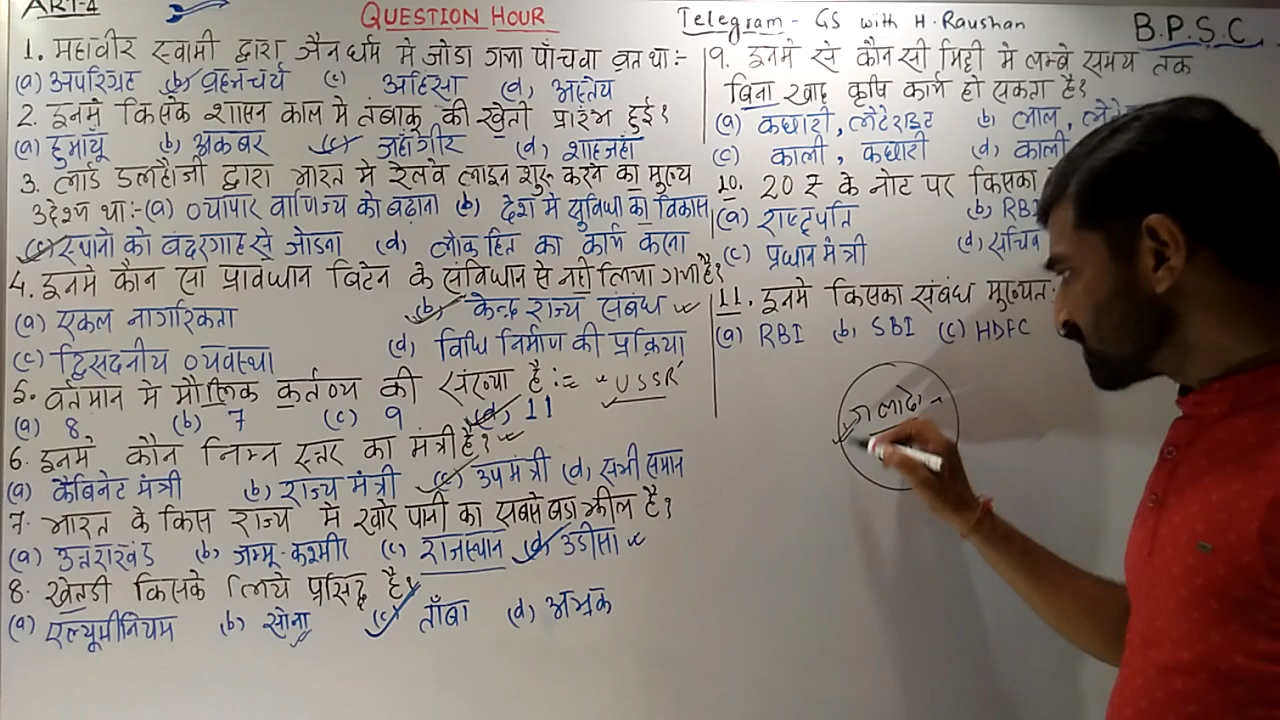 ART-4
QUESTION HOUR
Telegram - GS with H. Raushan
B.P.S.C
1. महावीर स्वामी द्वारा जैन धर्म मे जोडा गया पाँचवा व्रत था:-
(a) अपरिग्रह (b) ब्रहमचर्य (c) अहिंसा (d) अस्तेय
2. इनमे किसके शासन काल मे तंबाकू की खेती प्रारंभ हुई?
(a) हुमायूँ (b) अकबर (c) जहाँगीर (d) शाहजहां
3. लार्ड डलहौजी द्वारा भारत मे रेलवे लाइन शुरू करने का मुख्य
उद्देश्य था:-(a) व्यापार वाणिज्य को बढ़ाना (b) देश मे सुविधा का विकास
(c) स्थानो को बंदरगाह से जोडना (d) लोक हित का कार्य करना
4. इनमे कौन सा प्रावधान ब्रिटेन के संविधान से नही लिया गया है?
(a) एकल नागरिकता (b) केन्द्र राज्य संबंध
(c) द्विसदनीय व्यवस्था (d) विधि निर्माण की प्रक्रिया
5. वर्तमान मे मौलिक कर्तव्य की संख्या है:= USSR
(a) 8 (b) 7 (c) 9 (d) 11
6. इनमे कौन निम्न स्तर का मंत्री है?
(a) कैबिनेट मंत्री (b) राज्य मंत्री (c) उपमंत्री (d) सभी समान
7. भारत के किस राज्य मे खारे पानी का सबसे बडा झील है?
(a) उत्तराखंड (b) जम्मू-कश्मीर (c) राजस्थान (d) उडीसा
8. खेतडी किसके लिये प्रसिद्ध है?
(a) एल्यूमीनियम (b) सोना (c) ताँबा (d) अभ्रक
9. इनमे से कौन सी मिट्टी मे लम्बे समय तक
बिना खाद कृषि कार्य हो सकता है?
(a) कछारी, लैटेराइट (b) लाल,
(c) काली, कछारी (d) काली
10. 20 ₹ के नोट पर किसका
(a) राष्ट्रपति (b) RBI
(c) प्रधान मंत्री (d) सचिव
11. इनमे किसका संबंध मुख्यतः
(a) RBI (b) SBI (c) HDFC